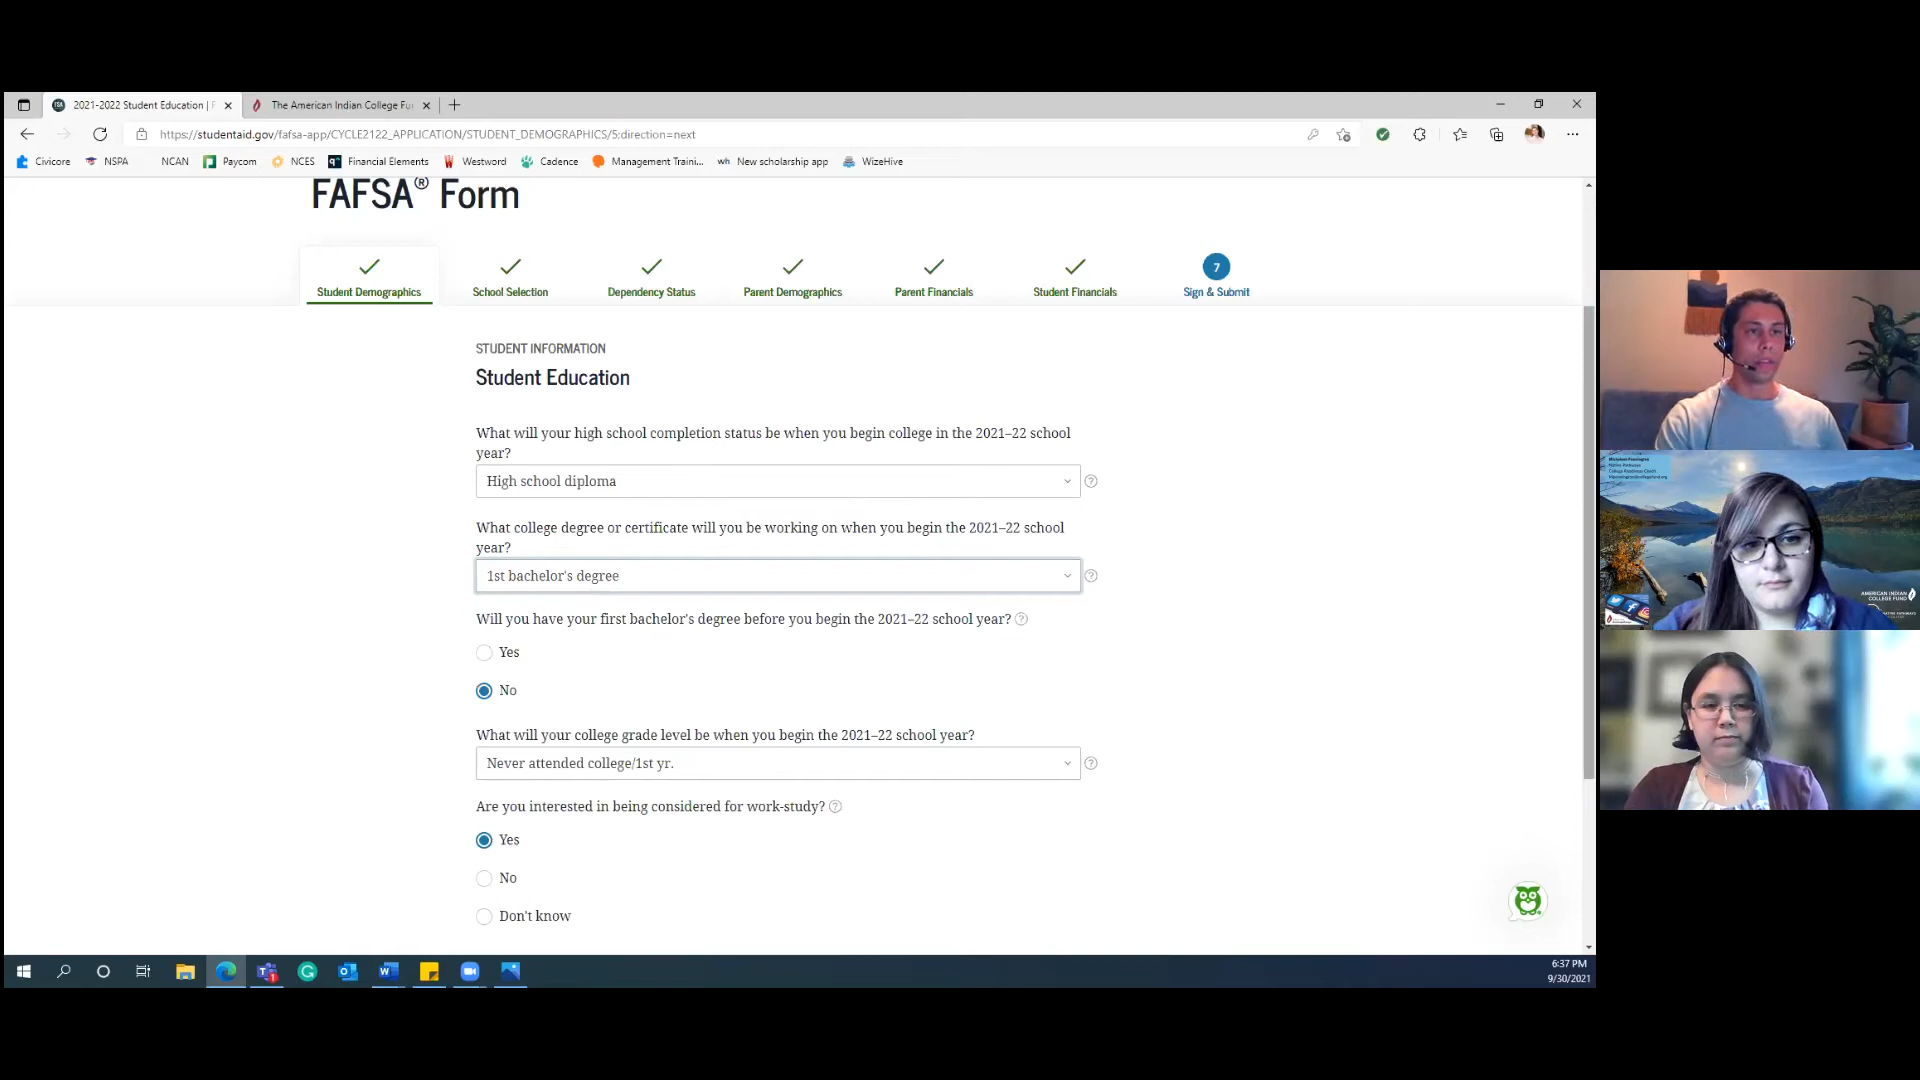 2021-2022 Student Education | F
The American Indian College Fu
https://studentaid.gov/fafsa-app/CYCLE2122_APPLICATION/STUDENT_DEMOGRAPHICS/5;direction=next
Civicore NSPA NCAN Paycom NCES Financial Elements Westword Cadence Management Traini... wh New scholarship app WizeHive
FAFSA® Form
7
Student Demographics School Selection Dependency Status Parent Demographics Parent Financials Student Financials Sign & Submit
STUDENT INFORMATION
Student Education
What will your high school completion status be when you begin college in the 2021–22 school
year?
High school diploma
What college degree or certificate will you be working on when you begin the 2021–22 school
year?
1st bachelor's degree
Will you have your first bachelor's degree before you begin the 2021–22 school year?
Yes
No
What will your college grade level be when you begin the 2021–22 school year?
Never attended college/1st yr.
Are you interested in being considered for work-study?
Yes
No
Don't know
6:37 PM
9/30/2021
AMERICAN INDIAN
COLLEGE FUND